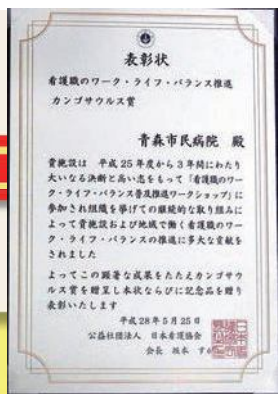 表彰状
看護職のワーク・ライフ・バランス推進
カンゴサウルス賞
青森市民病院 殿
貴施設は 平成25年度から3年間にわたり
大いなる決断と高い志をもって「看護職のワー
ク・ライフ・バランス普及推進ワークショップ」に
参加され組織を挙げての継続的な取り組みに
よって貴施設および地域で働く看護職のワー
ク・ライフ・バランスの推進に多大な貢献を
されました
よってこの顕著な成果をたたえカンゴサウ
ルス賞を贈呈し本状ならびに記念品を贈り
表彰いたします
平成28年5月25日
公益社団法人 日本看護協会
会長 坂本 すが